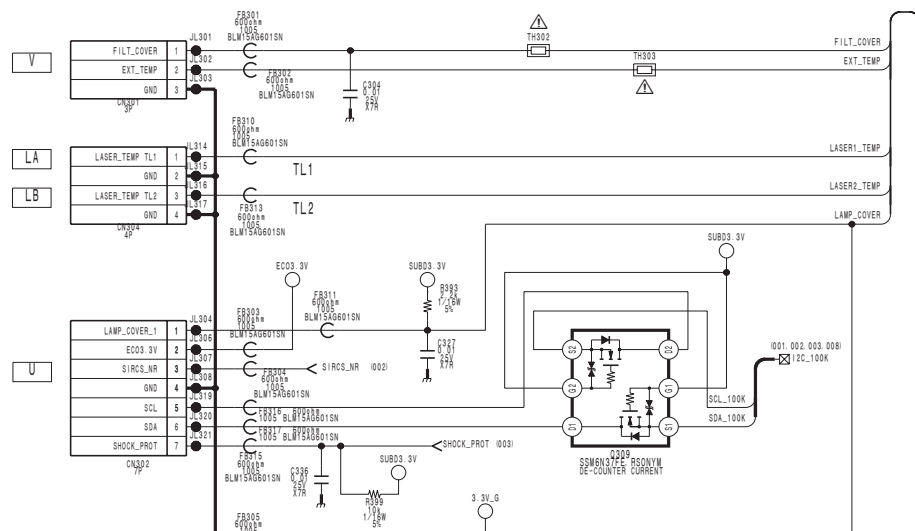 FB301
600ohm
1005
BLM15AG601SN
JL301
V
FILT_COVER 1
EXT_TEMP 2
GND 3
CN301
3P
JL302
JL303
FB302
600ohm
1005
BLM15AG601SN
C304
0.01
25V
X7R
TH302
TH303
FILT_COVER
EXT_TEMP
FB310
600ohm
1005
BLM15AG601SN
JL314
LA
LASER_TEMP TL1 1
GND 2
LB
LASER_TEMP TL2 3
GND 4
CN304
4P
JL315
JL316
JL317
TL1
TL2
FB313
600ohm
1005
BLM15AG601SN
LASER1_TEMP
LASER2_TEMP
LAMP_COVER
ECO3.3V
SUBD3.3V
SUBD3.3V
FB303
600ohm
1005
BLM15AG601SN
FB311
600ohm
1005
BLM15AG601SN
R393
2.2k
1/16W
5%
C327
0.01
25V
X7R
JL304
U
LAMP_COVER_1 1
ECO3.3V 2
SIRCS_NR 3
GND 4
SCL 5
SDA 6
SHOCK_PROT 7
CN302
7P
JL306
JL307
JL308
JL319
JL320
JL321
SIRCS_NR (002)
FB304
600ohm
1005
BLM15AG601SN
FB316 600ohm
1005 BLM15AG601SN
FB317 600ohm
1005 BLM15AG601SN
FB315
600ohm
1005
BLM15AG601SN
SHOCK_PROT (003)
C336
0.01
25V
X7R
SUBD3.3V
R399
10k
1/16W
5%
S2
D2
G2
G1
D1
S1
Q309
SSM6N37FE.RSONYM
DE-COUNTER CURRENT
(001.002.003.008)
I2C_100K
SCL_100K
SDA_100K
3.3V_G
FB305
600ohm
1005